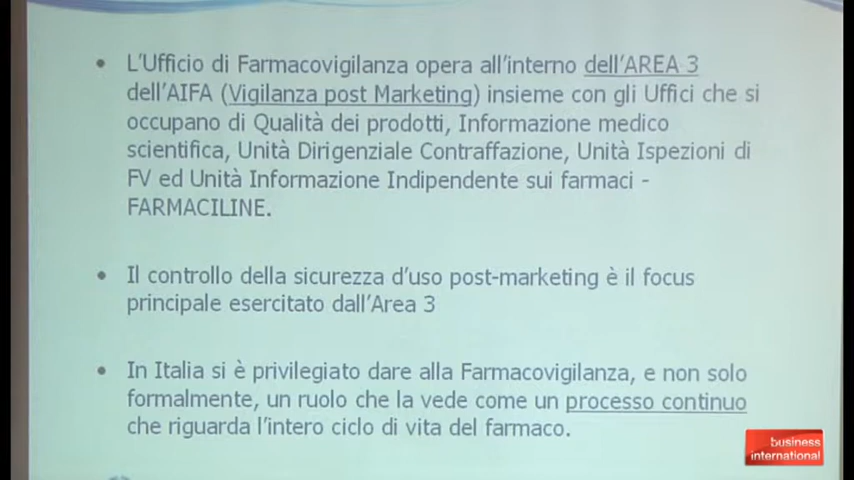 • L'Ufficio di Farmacovigilanza opera all'interno dell'AREA 3
dell'AIFA (Vigilanza post Marketing) insieme con gli Uffici che si
occupano di Qualità dei prodotti, Informazione medico
scientifica, Unità Dirigenziale Contraffazione, Unità Ispezioni di
FV ed Unità Informazione Indipendente sui farmaci -
FARMACILINE.
• Il controllo della sicurezza d'uso post-marketing è il focus
principale esercitato dall'Area 3
• In Italia si è privilegiato dare alla Farmacovigilanza, e non solo
formalmente, un ruolo che la vede come un processo continuo
che riguarda l'intero ciclo di vita del farmaco.
business
international